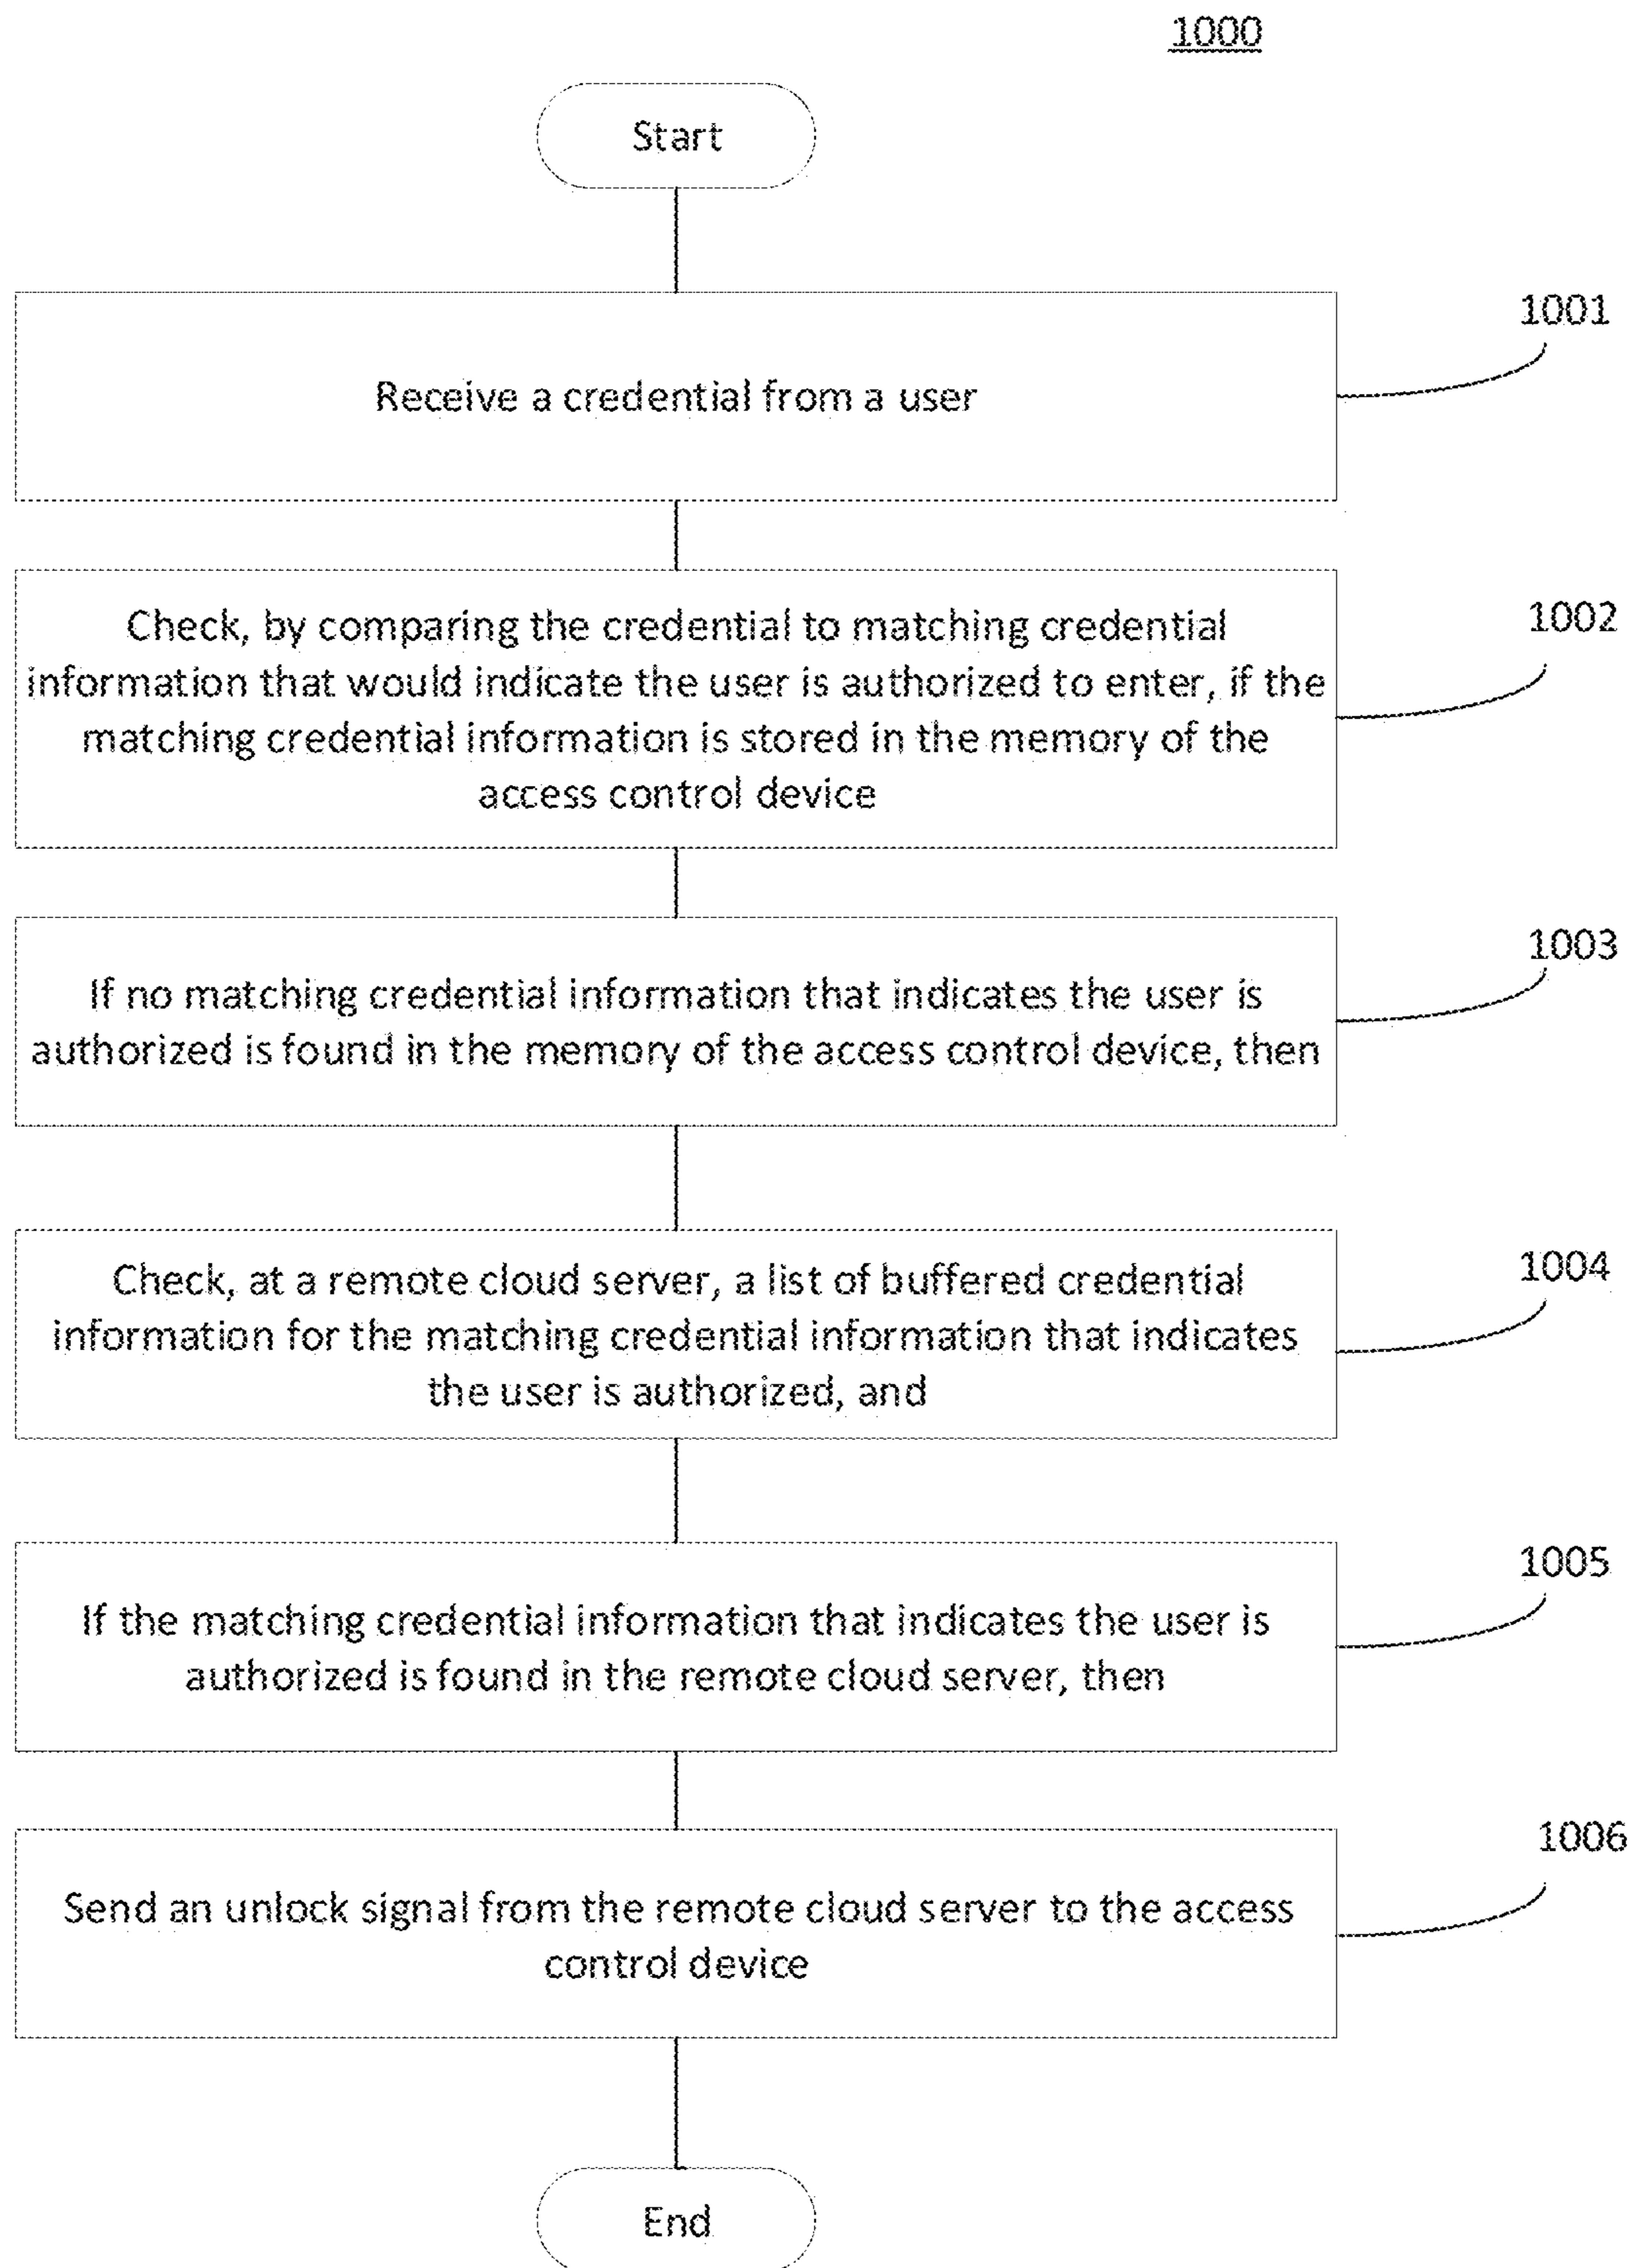 1000
Start
Receive a credential from a user
1001
Check, by comparing the credential to matching credential
information that would indicate the user is authorized to enter, if the
matching credential information is stored in the memory of the
access control device
1002
If no matching credential information that indicates the user is
authorized is found in the memory of the access control device, then
1003
Check, at a remote cloud server, a list of buffered credential
information for the matching credential information that indicates
the user is authorized, and
1004
If the matching credential information that indicates the user is
authorized is found in the remote cloud server, then
1005
Send an unlock signal from the remote cloud server to the access
control device
1006
End